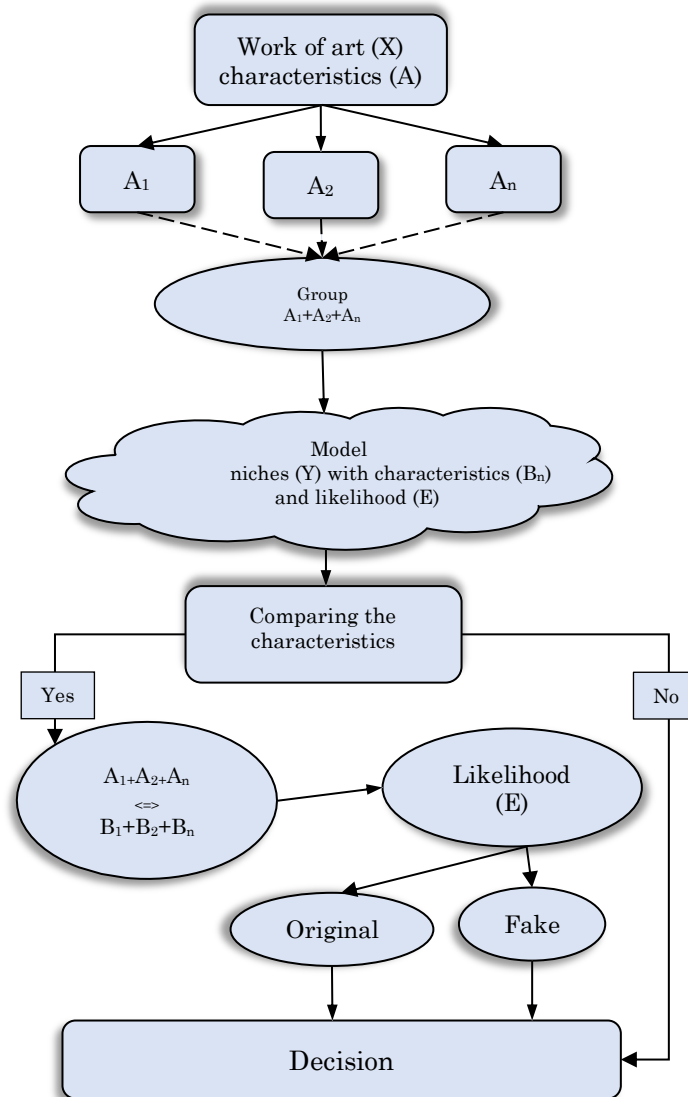 Work of art (X)
characteristics (A)
A₁
A₂
Aₙ
Group
A₁+A₂+Aₙ
Model
niches (Y) with characteristics (Bₙ)
and likelihood (E)
Comparing the
characteristics
Yes
No
A₁₊A₂₊Aₙ
<=>
B₁+B₂+Bₙ
Likelihood
(E)
Original
Fake
Decision